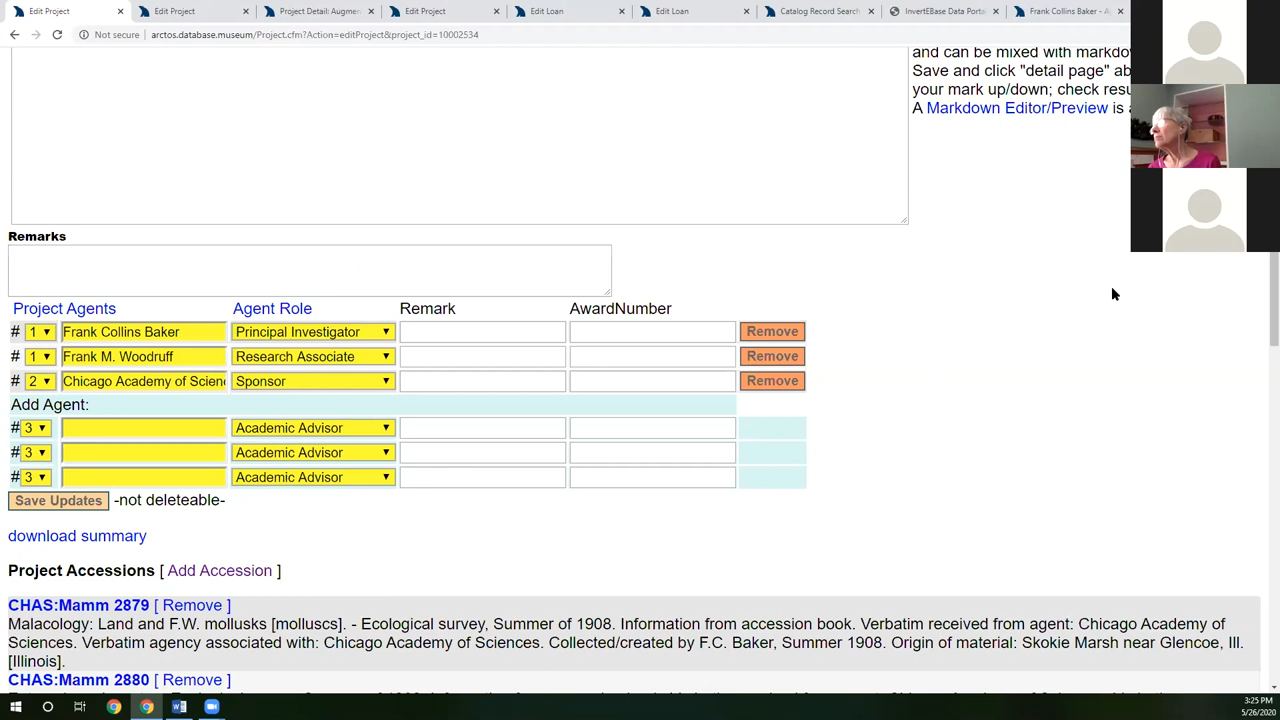 Edit Project
Edit Project
Project Detail: Augmen
Edit Project
Edit Loan
Edit Loan
Catalog Record Search
InvertEBase Data Porta
Frank Collins Baker - A
Not secure | arctos.database.museum/Project.cfm?Action=editProject&project_id=10002534
and can be mixed with markdow
Save and click "detail page" ab
your mark up/down; check resu
A Markdown Editor/Preview is a
Remarks
Project Agents Agent Role Remark AwardNumber
# 1 Frank Collins Baker Principal Investigator Remove
# 1 Frank M. Woodruff Research Associate Remove
# 2 Chicago Academy of Scien Sponsor Remove
Add Agent:
# 3 Academic Advisor
# 3 Academic Advisor
# 3 Academic Advisor
Save Updates -not deleteable-
download summary
Project Accessions [ Add Accession ]
CHAS:Mamm 2879 [ Remove ]
Malacology: Land and F.W. mollusks [molluscs]. - Ecological survey, Summer of 1908. Information from accession book. Verbatim received from agent: Chicago Academy of
Sciences. Verbatim agency associated with: Chicago Academy of Sciences. Collected/created by F.C. Baker, Summer 1908. Origin of material: Skokie Marsh near Glencoe, Ill.
[Illinois].
CHAS:Mamm 2880 [ Remove ]
3:25 PM
5/26/2020